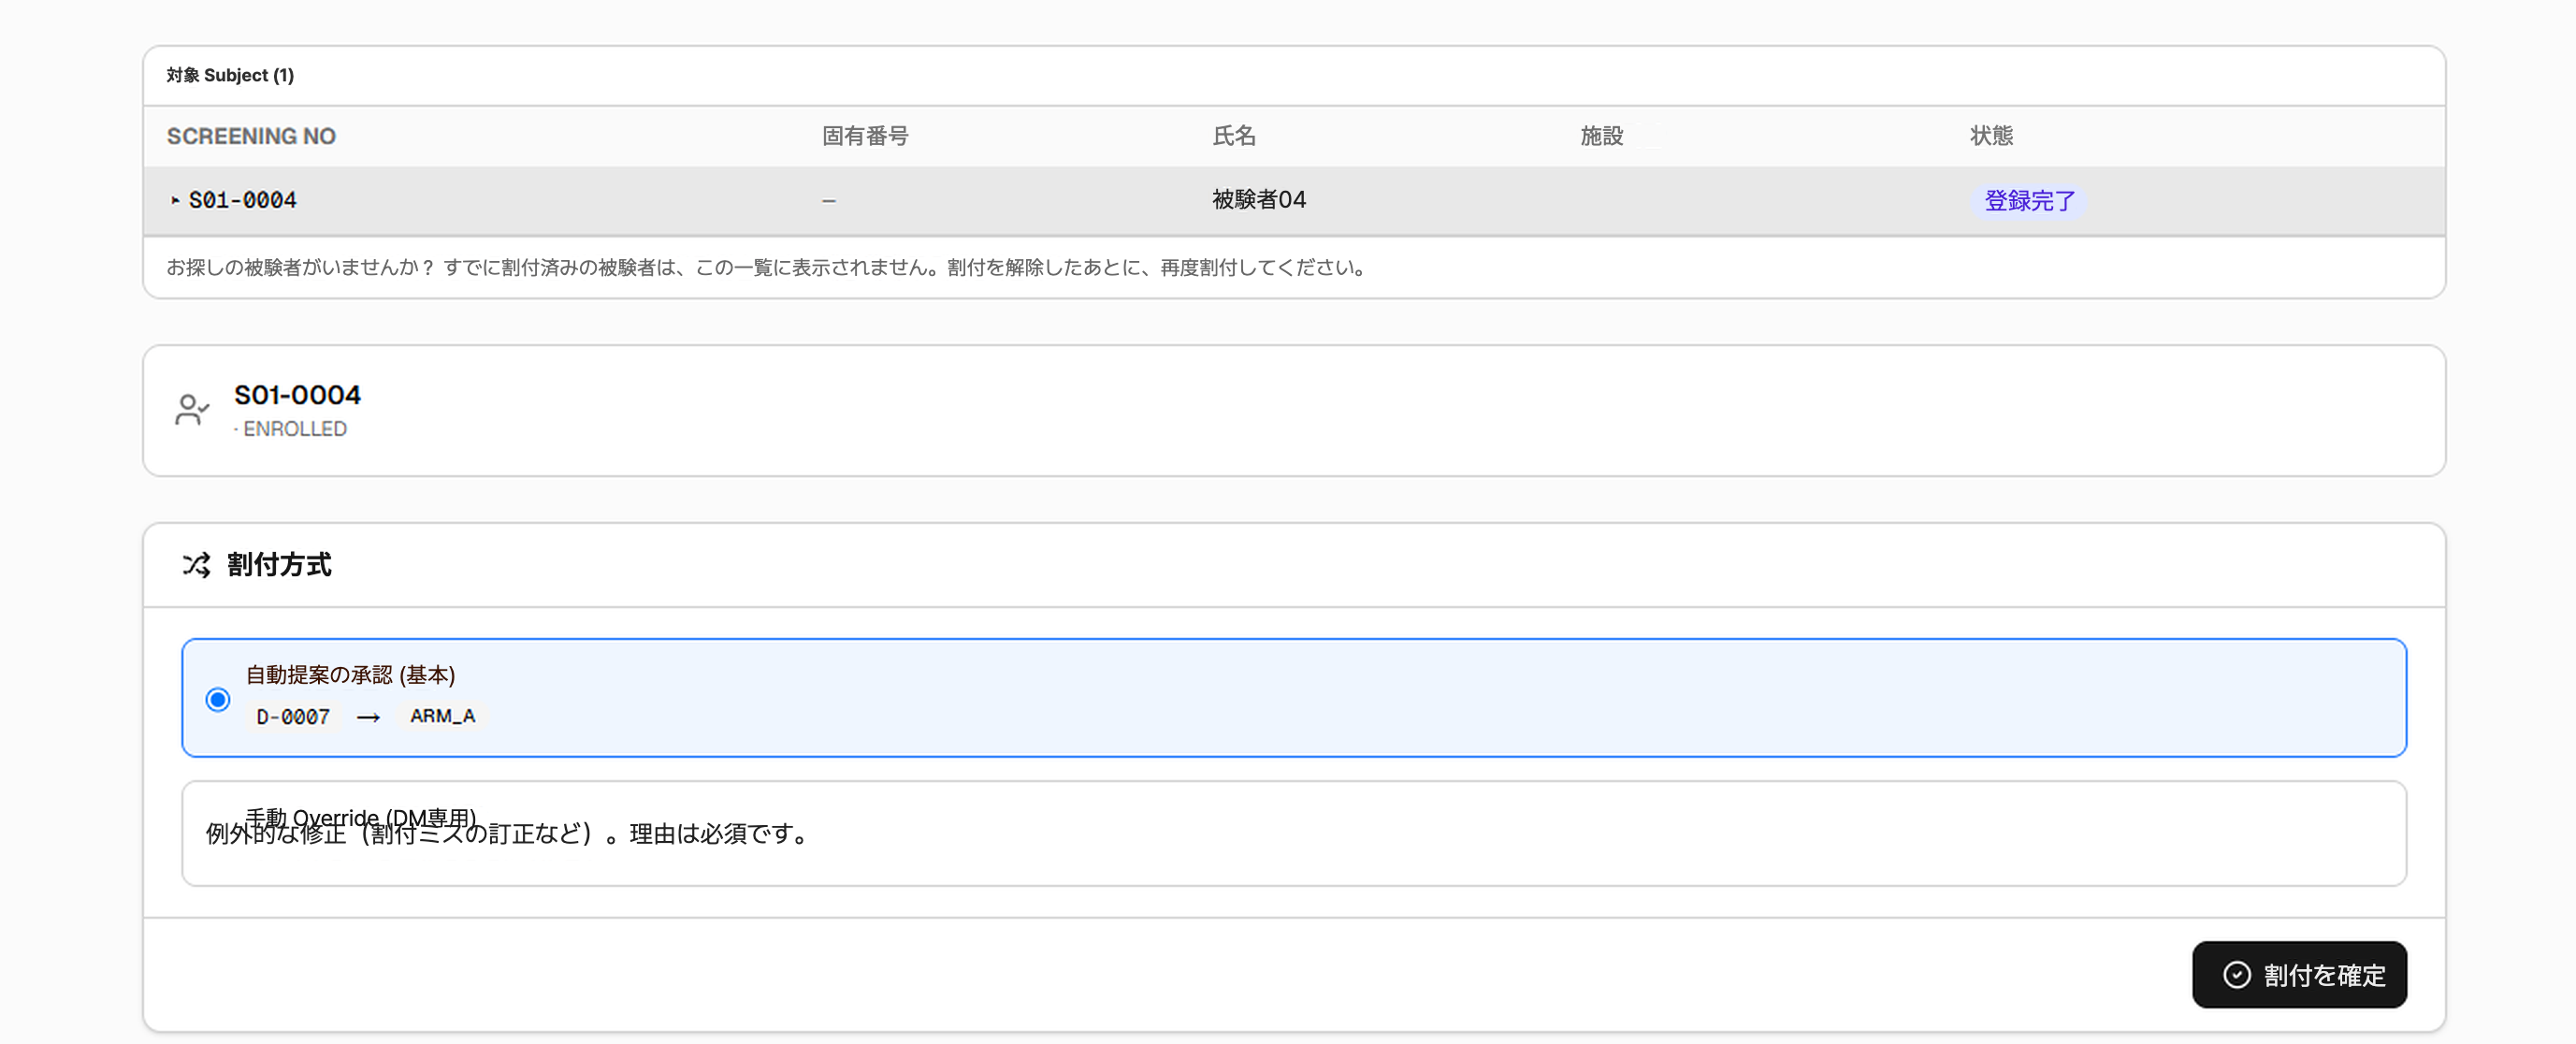 対象 Subject (1)
SCREENING NO 固有番号 氏名 施設 状態
S01-0004 – 被験者04 登録完了
お探しの被験者がいませんか？ すでに割付済みの被験者は、この一覧に表示されません。割付を解除したあとに、再度割付してください。
S01-0004
· ENROLLED
割付方式
自動提案の承認 (基本)
D-0007 → ARM_A
手動 Override (DM専用)
例外的な修正（割付ミスの訂正など）。理由は必須です。
割付を確定